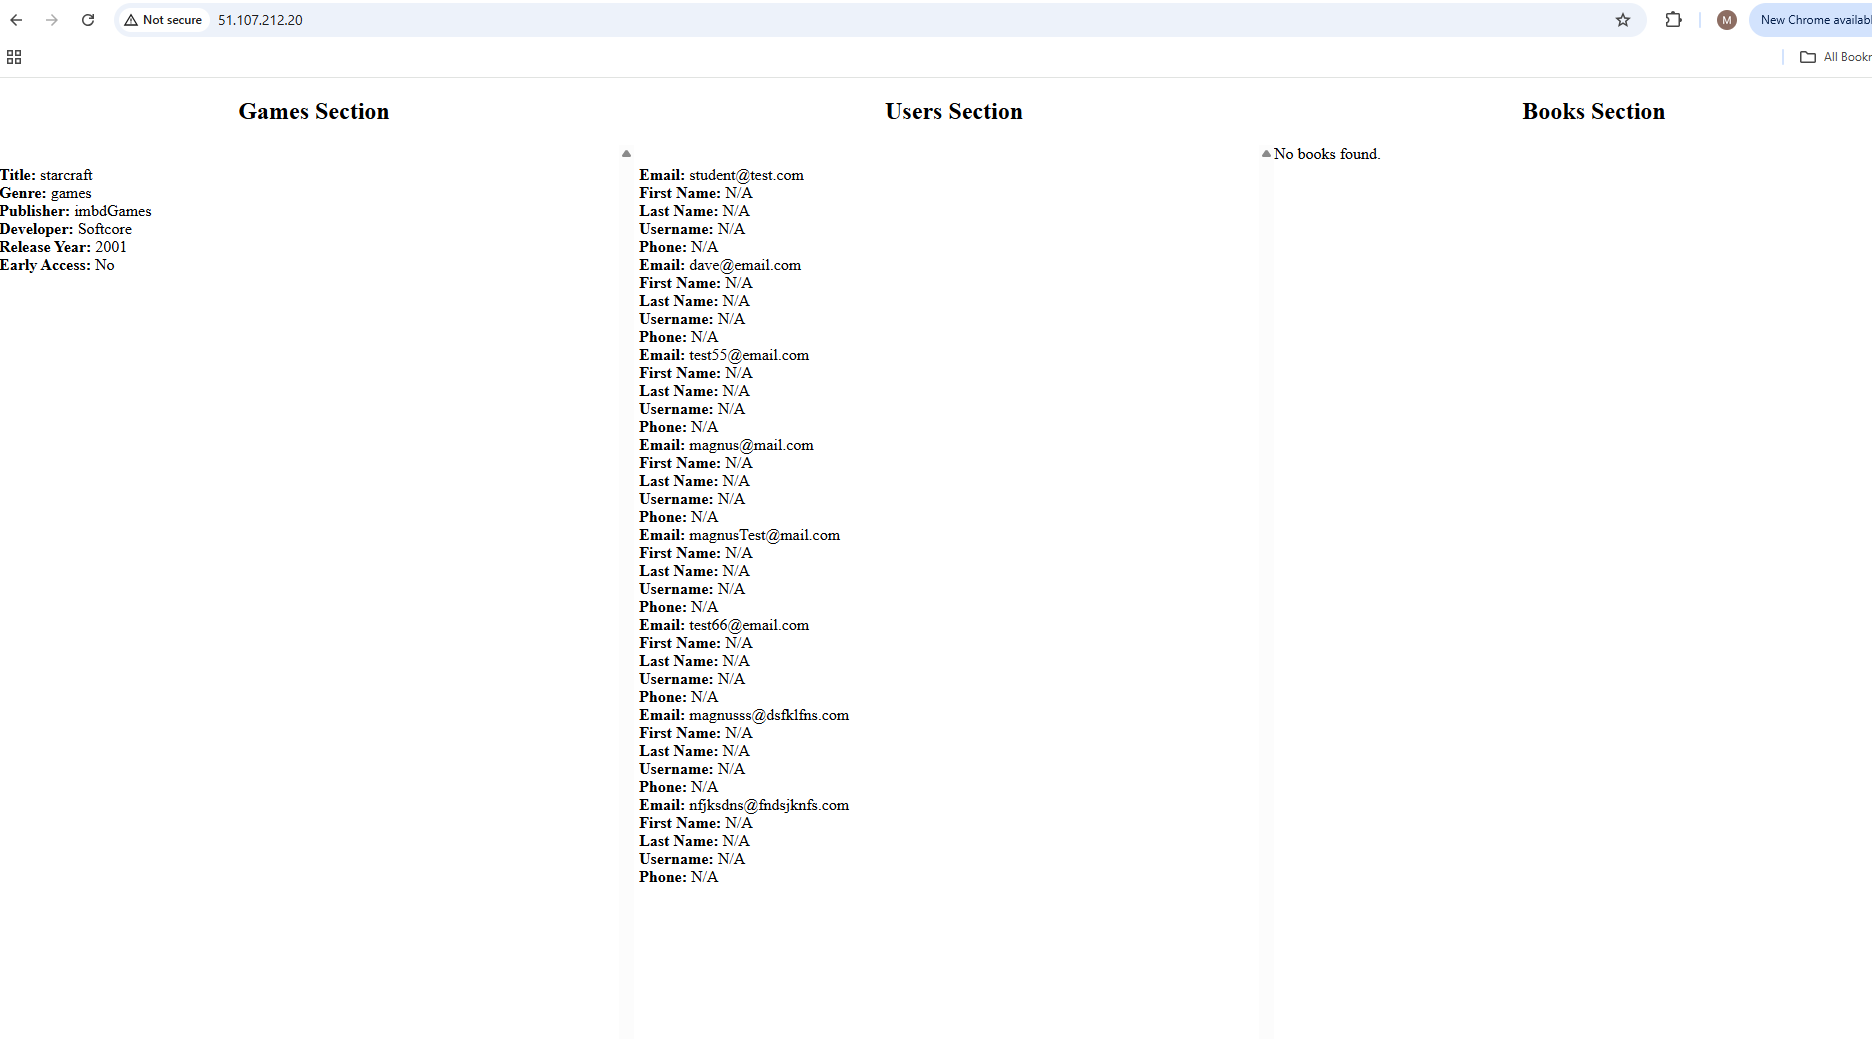 Not secure
51.107.212.20
M
New Chrome availabl
All Bookr
Games Section
Title: starcraft
Genre: games
Publisher: imbdGames
Developer: Softcore
Release Year: 2001
Early Access: No
Users Section
Email: student@test.com
First Name: N/A
Last Name: N/A
Username: N/A
Phone: N/A
Email: dave@email.com
First Name: N/A
Last Name: N/A
Username: N/A
Phone: N/A
Email: test55@email.com
First Name: N/A
Last Name: N/A
Username: N/A
Phone: N/A
Email: magnus@mail.com
First Name: N/A
Last Name: N/A
Username: N/A
Phone: N/A
Email: magnusTest@mail.com
First Name: N/A
Last Name: N/A
Username: N/A
Phone: N/A
Email: test66@email.com
First Name: N/A
Last Name: N/A
Username: N/A
Phone: N/A
Email: magnusss@dsfklfns.com
First Name: N/A
Last Name: N/A
Username: N/A
Phone: N/A
Email: nfjksdns@fndsjknfs.com
First Name: N/A
Last Name: N/A
Username: N/A
Phone: N/A
Books Section
No books found.